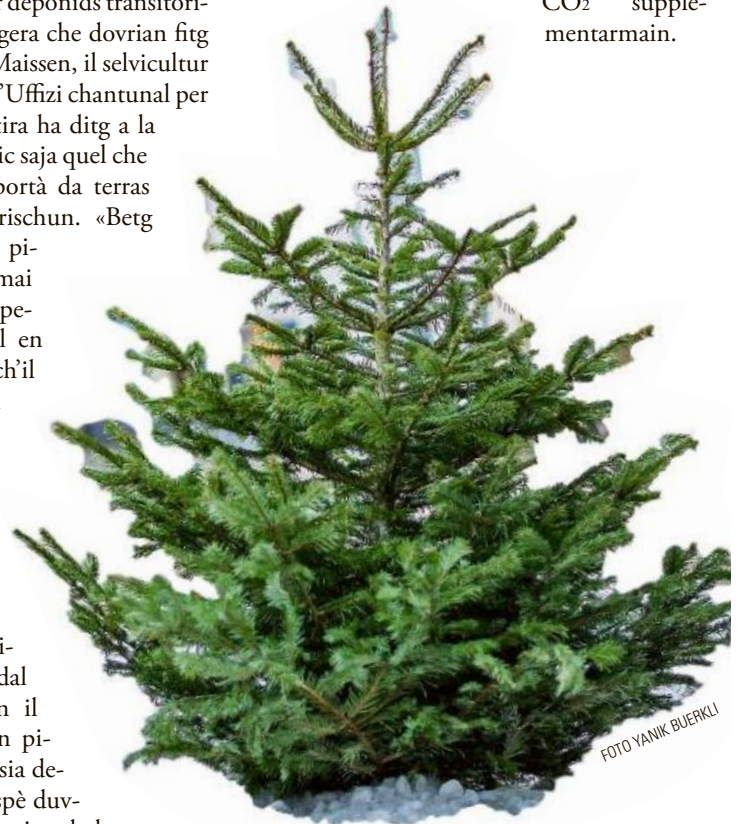 deponids transitori-
gera che dovrian fitg
Maissen, il selvicultur
l'Uffizi chantunal per
tira ha ditg a la
ic saja quel che
portà da terras
rischun. «Betg
pi-
mai
pe-
l en
ch'il
i-
dal
n il
n pi-
sia de-
spè duv-
CO2 supple-
mentarmain.
FOTO YANIK BUERKLI